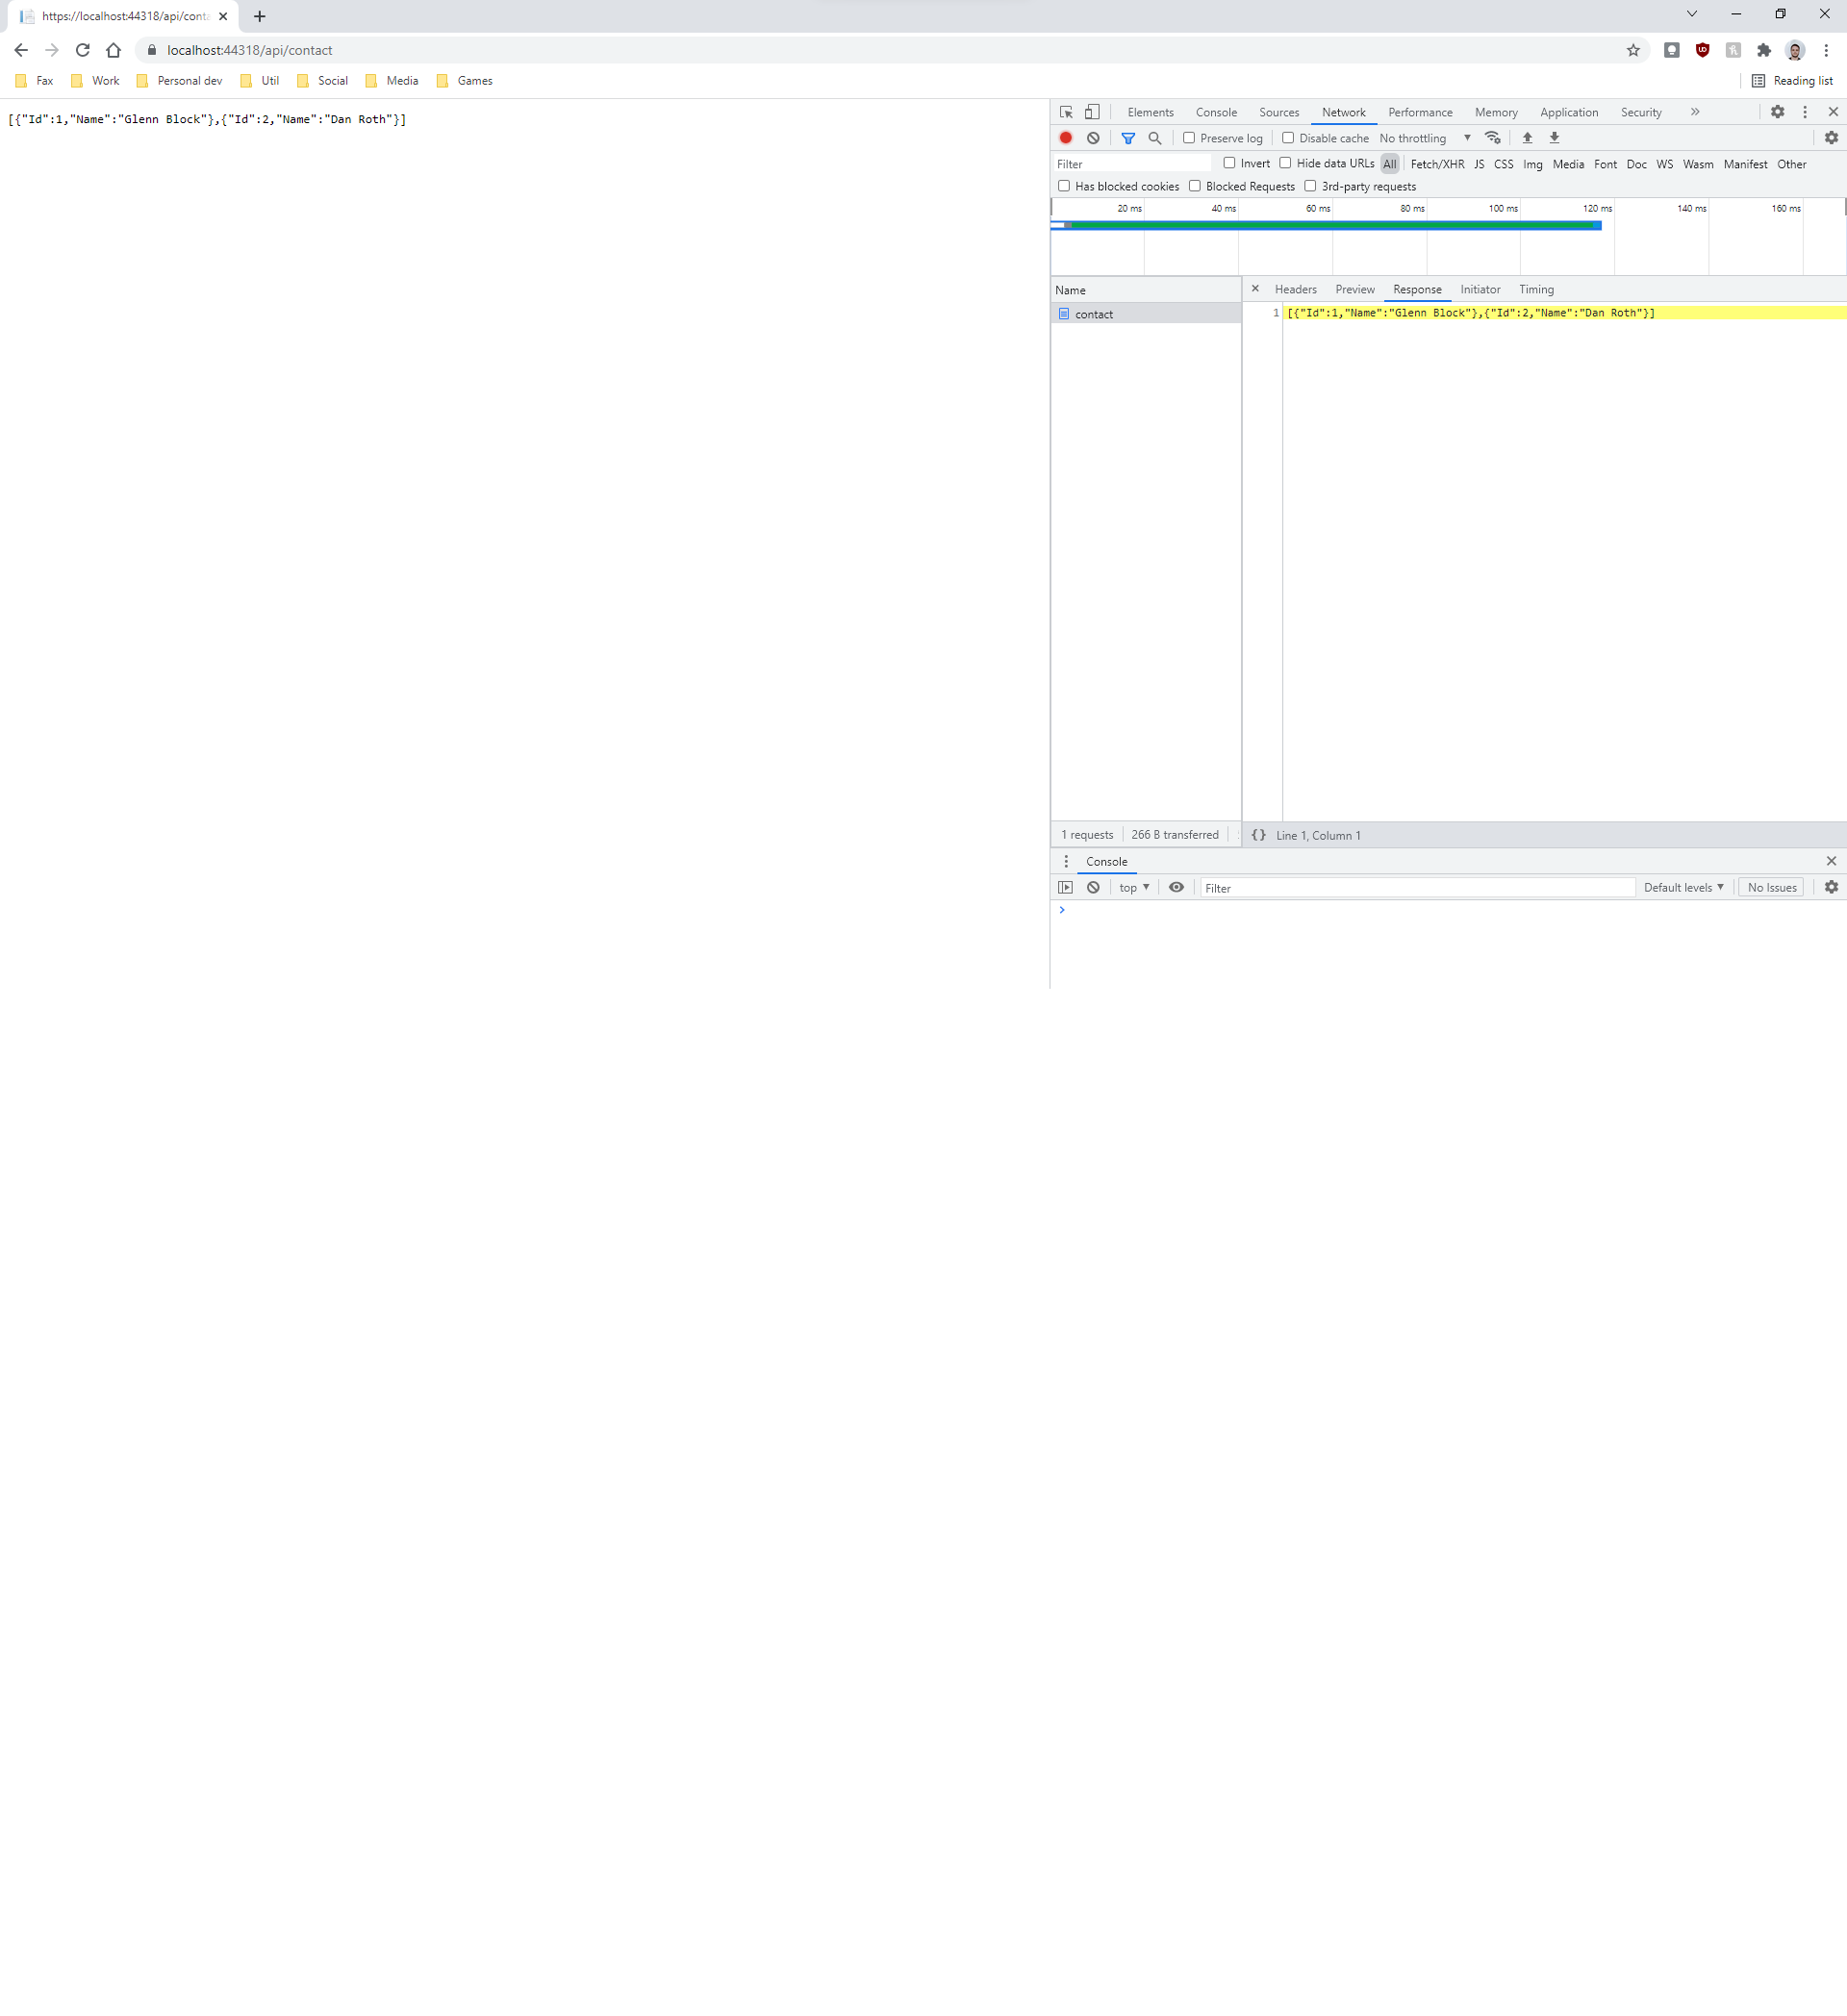 https://localhost:44318/api/conta
localhost:44318/api/contact
Fax Work Personal dev Util Social Media Games Reading list
[{"Id":1,"Name":"Glenn Block"},{"Id":2,"Name":"Dan Roth"}]
Elements Console Sources Network Performance Memory Application Security
Preserve log Disable cache No throttling
Filter Invert Hide data URLs All Fetch/XHR JS CSS Img Media Font Doc WS Wasm Manifest Other
Has blocked cookies Blocked Requests 3rd-party requests
20 ms 40 ms 60 ms 80 ms 100 ms 120 ms 140 ms 160 ms
Name Headers Preview Response Initiator Timing
contact
1 [{"Id":1,"Name":"Glenn Block"},{"Id":2,"Name":"Dan Roth"}]
1 requests 266 B transferred {} Line 1, Column 1
Console
top Filter Default levels No Issues